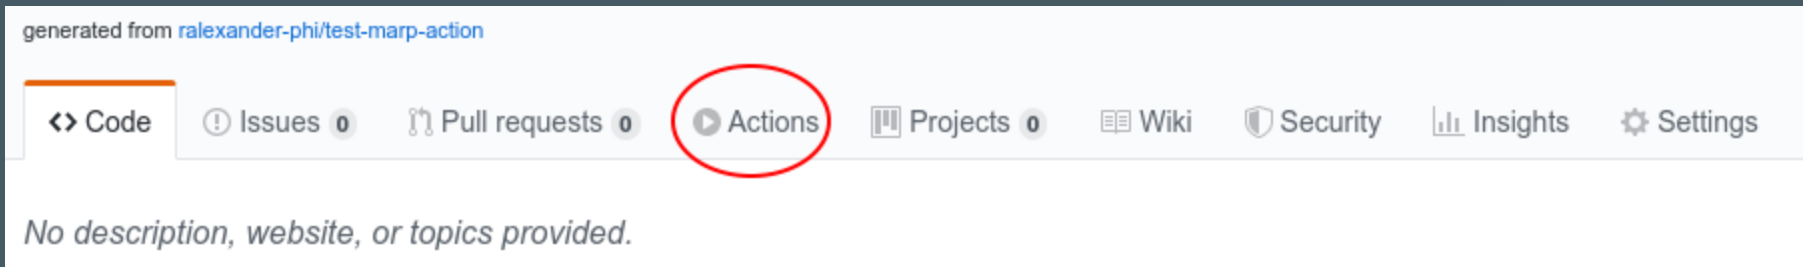 generated from ralexander-phi/test-marp-action
Code Issues 0 Pull requests 0 Actions Projects 0 Wiki Security Insights Settings
No description, website, or topics provided.